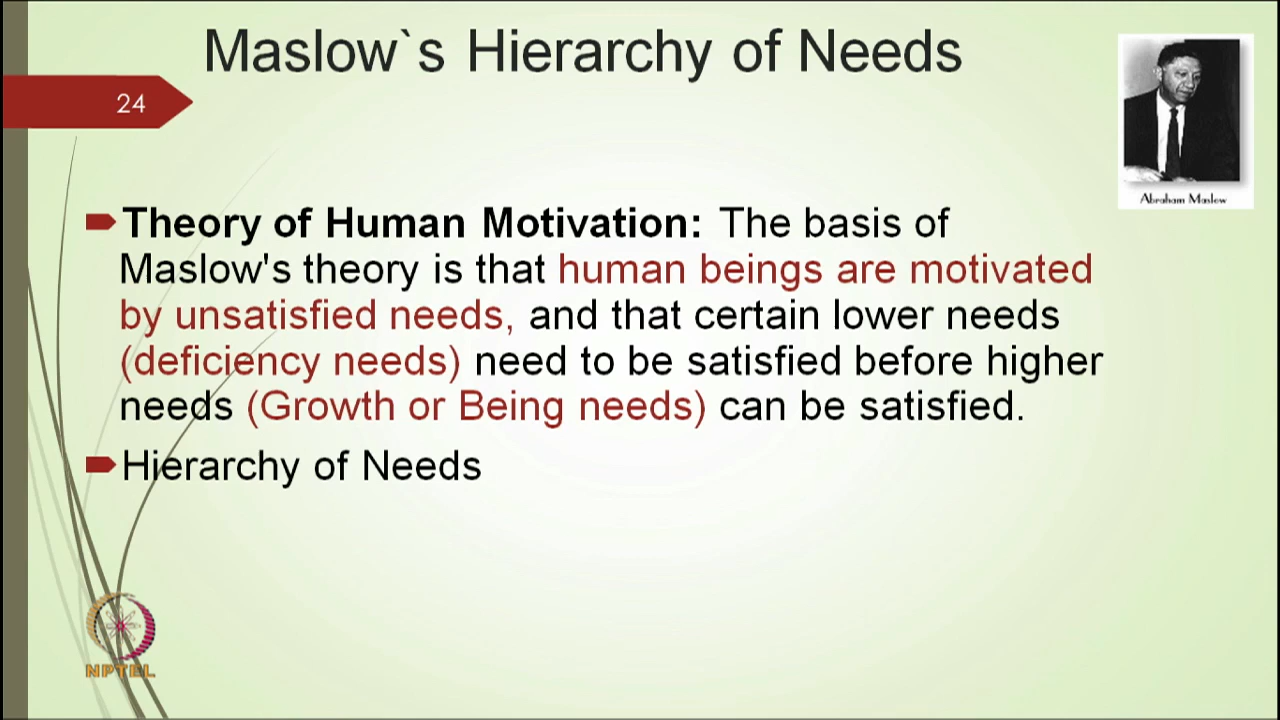 Maslow`s Hierarchy of Needs
24
Abraham Maslow
Theory of Human Motivation: The basis of
Maslow's theory is that human beings are motivated
by unsatisfied needs, and that certain lower needs
(deficiency needs) need to be satisfied before higher
needs (Growth or Being needs) can be satisfied.
Hierarchy of Needs
NPTEL